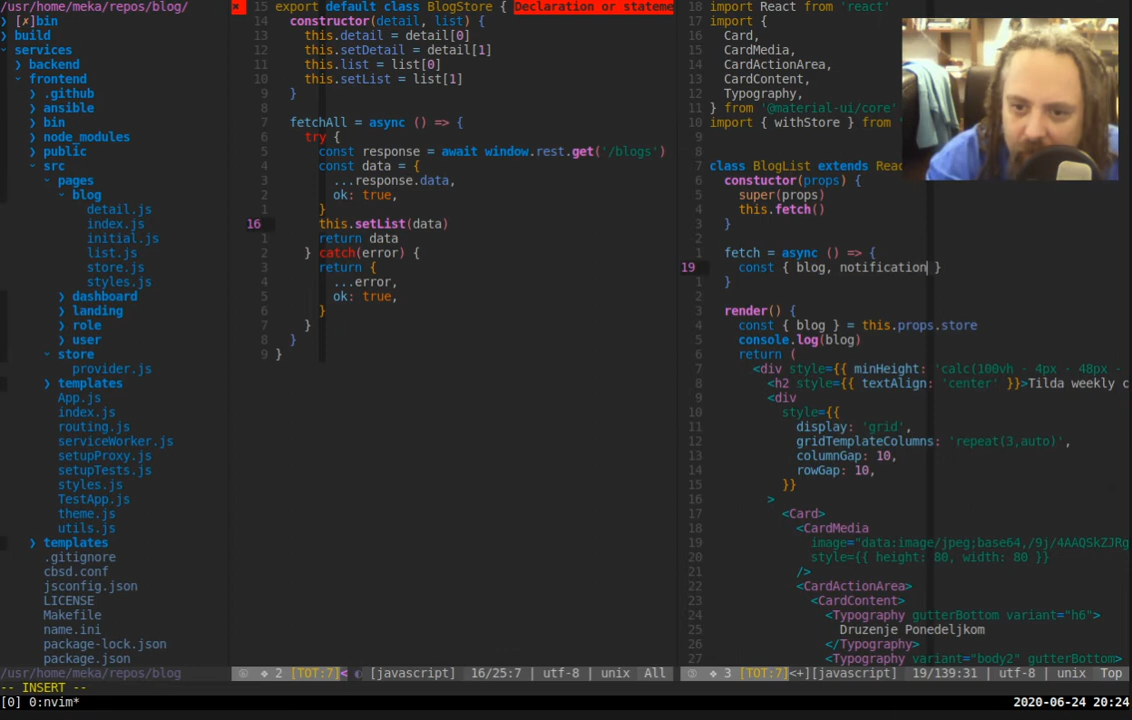 /usr/home/meka/repos/blog/
[✗]bin
build
services
backend
frontend
.github
ansible
bin
node_modules
public
src
pages
blog
detail.js
index.js
initial.js
list.js
store.js
styles.js
dashboard
landing
role
user
store
provider.js
templates
App.js
index.js
routing.js
serviceWorker.js
setupProxy.js
setupTests.js
styles.js
TestApp.js
theme.js
utils.js
templates
.gitignore
cbsd.conf
jsconfig.json
LICENSE
Makefile
name.ini
package-lock.json
package.json
15 export default class BlogStore { Declaration or stateme
14 constructor(detail, list) {
13 this.detail = detail[0]
12 this.setDetail = detail[1]
11 this.list = list[0]
10 this.setList = list[1]
9 }
8
7 fetchAll = async () => {
6 try {
5 const response = await window.rest.get('/blogs')
4 const data = {
3 ...response.data,
2 ok: true,
1 }
16 this.setList(data)
1 return data
2 } catch(error) {
3 return {
4 ...error,
5 ok: true,
6 }
7 }
8 }
9 }
18 import React from 'react'
17 import {
16 Card,
15 CardMedia,
14 CardActionArea,
13 CardContent,
12 Typography,
11 } from '@material-ui/core'
10 import { withStore } from '
9
8
7 class BlogList extends Reac
6 constuctor(props) {
5 super(props)
4 this.fetch()
3 }
2
1 fetch = async () => {
19 const { blog, notification }
1 }
2
3 render() {
4 const { blog } = this.props.store
5 console.log(blog)
6 return (
7 <div style={{ minHeight: 'calc(100vh - 4px - 48px -
8 <h2 style={{ textAlign: 'center' }}>Tilda weekly c
9 <div
10 style={{
11 display: 'grid',
12 gridTemplateColumns: 'repeat(3,auto)',
13 columnGap: 10,
14 rowGap: 10,
15 }}
16 >
17 <Card>
18 <CardMedia
19 image="data:image/jpeg;base64,/9j/4AAQSkZJRg
20 style={{ height: 80, width: 80 }}
21 />
22 <CardActionArea>
23 <CardContent>
24 <Typography gutterBottom variant="h6">
25 Druzenje Ponedeljkom
26 </Typography>
27 <Typography variant="body2" gutterBottom>
/usr/home/meka/repos/blog
2 [TOT:7]< [javascript] 16/25:7 | utf-8 | unix All
3 [TOT:7]<+][javascript] 19/139:31 | utf-8 | unix Top
-- INSERT --
[0] 0:nvim* 2020-06-24 20:24